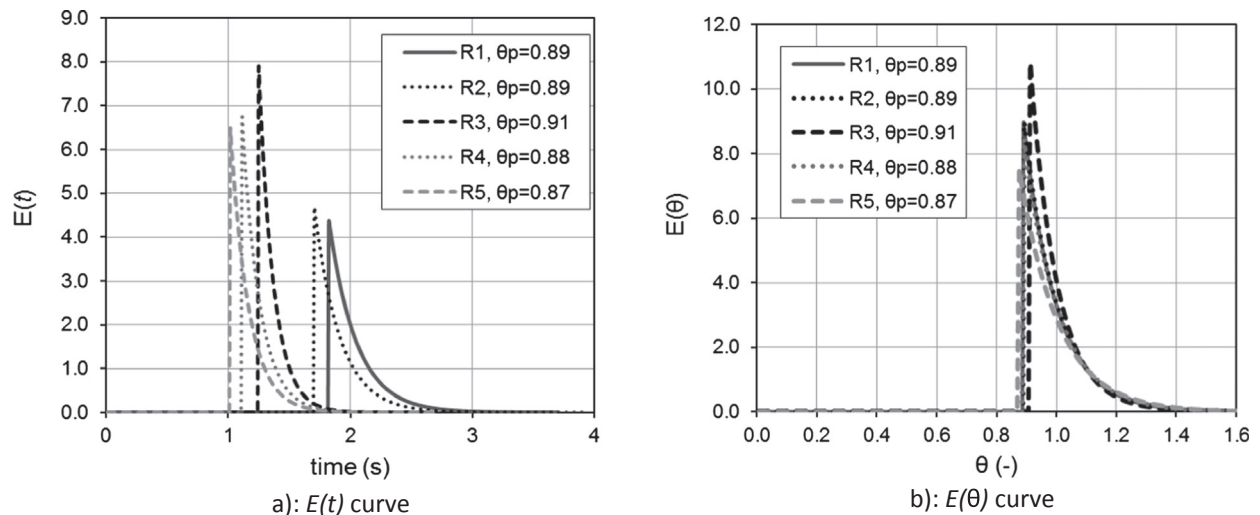 9.0
8.0
7.0
6.0
5.0
4.0
3.0
2.0
1.0
0.0
E(t)
R1, θp=0.89
R2, θp=0.89
R3, θp=0.91
R4, θp=0.88
R5, θp=0.87
0 1 2 3 4
time (s)
a): E(t) curve
12.0
10.0
8.0
6.0
4.0
2.0
0.0
E(θ)
R1, θp=0.89
R2, θp=0.89
R3, θp=0.91
R4, θp=0.88
R5, θp=0.87
0.0 0.2 0.4 0.6 0.8 1.0 1.2 1.4 1.6
θ (-)
b): E(θ) curve